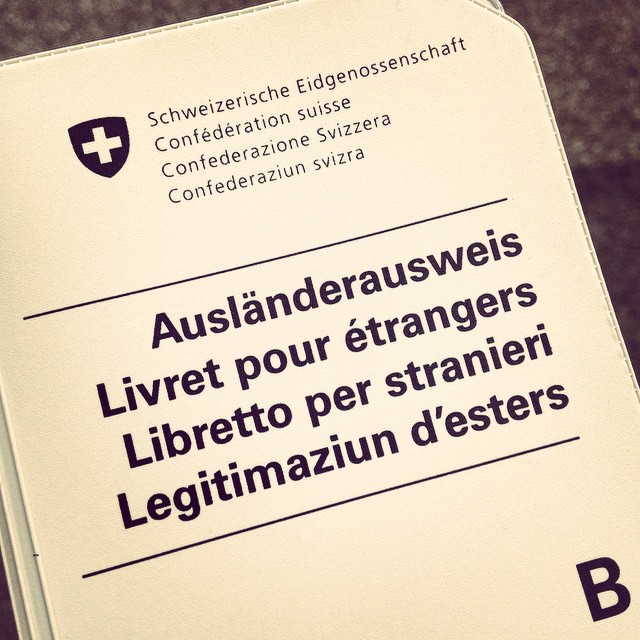 Schweizerische Eidgenossenschaft
Confédération suisse
Confederazione Svizzera
Confederaziun svizra
Ausländerausweis
Livret pour étrangers
Libretto per stranieri
Legitimaziun d'esters
B